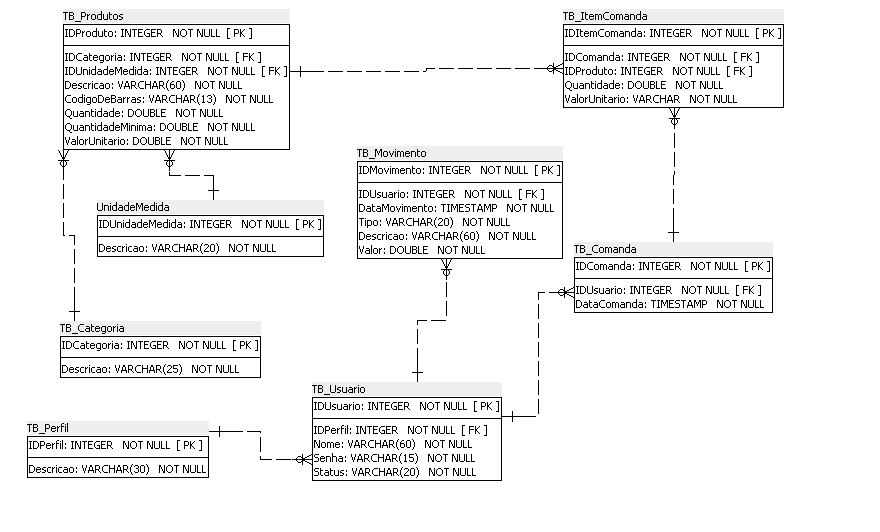 TB_Produtos
IDProduto: INTEGER NOT NULL [ PK ]
IDCategoria: INTEGER NOT NULL [ FK ]
IDUnidadeMedida: INTEGER NOT NULL [ FK ]
Descricao: VARCHAR(60) NOT NULL
CodigoDeBarras: VARCHAR(13) NOT NULL
Quantidade: DOUBLE NOT NULL
QuantidadeMinima: DOUBLE NOT NULL
ValorUnitario: DOUBLE NOT NULL
TB_ItemComanda
IDItemComanda: INTEGER NOT NULL [ PK ]
IDComanda: INTEGER NOT NULL [ FK ]
IDProduto: INTEGER NOT NULL [ FK ]
Quantidade: DOUBLE NOT NULL
ValorUnitario: VARCHAR NOT NULL
TB_Movimento
IDMovimento: INTEGER NOT NULL [ PK ]
IDUsuario: INTEGER NOT NULL [ FK ]
DataMovimento: TIMESTAMP NOT NULL
Tipo: VARCHAR(20) NOT NULL
Descricao: VARCHAR(60) NOT NULL
Valor: DOUBLE NOT NULL
UnidadeMedida
IDUnidadeMedida: INTEGER NOT NULL [ PK ]
Descricao: VARCHAR(20) NOT NULL
TB_Comanda
IDComanda: INTEGER NOT NULL [ PK ]
IDUsuario: INTEGER NOT NULL [ FK ]
DataComanda: TIMESTAMP NOT NULL
TB_Categoria
IDCategoria: INTEGER NOT NULL [ PK ]
Descricao: VARCHAR(25) NOT NULL
TB_Usuario
IDUsuario: INTEGER NOT NULL [ PK ]
IDPerfil: INTEGER NOT NULL [ FK ]
Nome: VARCHAR(60) NOT NULL
Senha: VARCHAR(15) NOT NULL
Status: VARCHAR(20) NOT NULL
TB_Perfil
IDPerfil: INTEGER NOT NULL [ PK ]
Descricao: VARCHAR(30) NOT NULL